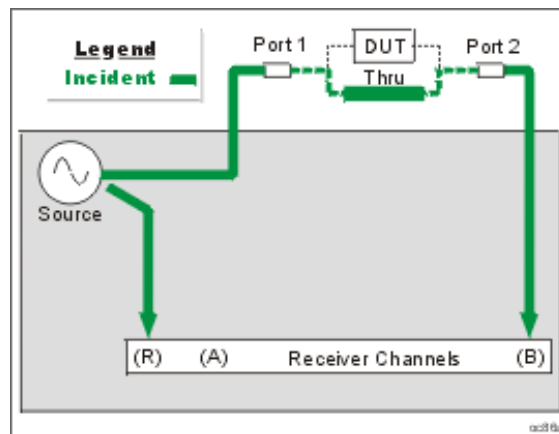 Legend
Incident
Port 1
DUT
Port 2
Thru
Source
(R) (A) Receiver Channels (B)